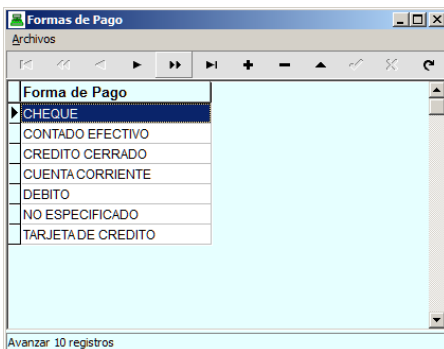 Formas de Pago
Archivos
Forma de Pago
CHEQUE
CONTADO EFECTIVO
CREDITO CERRADO
CUENTA CORRIENTE
DEBITO
NO ESPECIFICADO
TARJETA DE CREDITO
Avanzar 10 registros